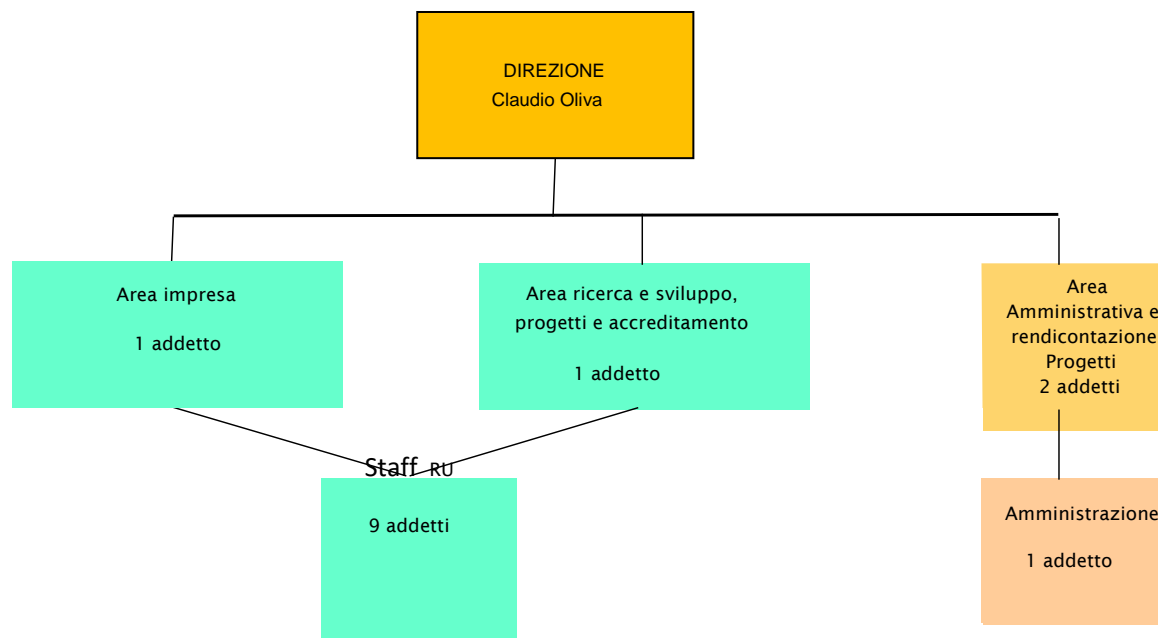 DIREZIONE
Claudio Oliva
Area impresa
1 addetto
Area ricerca e sviluppo,
progetti e accreditamento
1 addetto
Area
Amministrativa e
rendicontazione
Progetti
2 addetti
Staff RU
9 addetti
Amministrazione
1 addetto